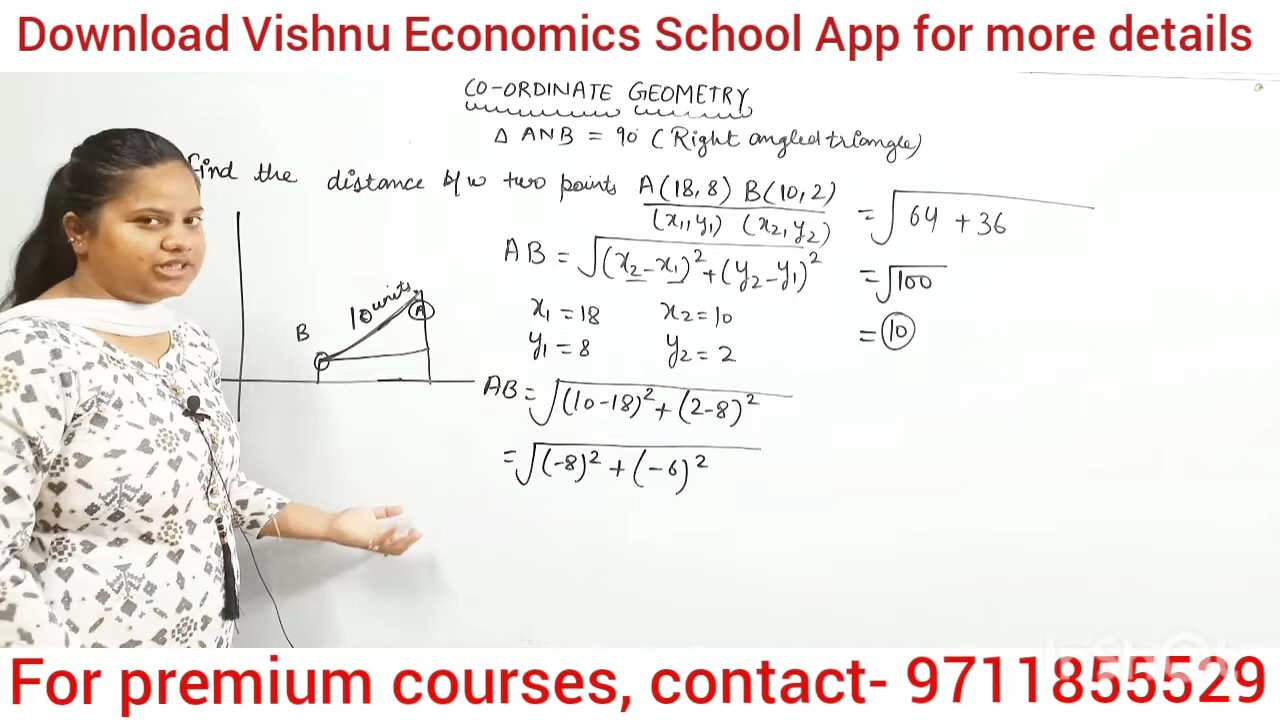 Download Vishnu Economics School App for more details
CO-ORDINATE GEOMETRY
Δ ANB = 90 (Right angled triangle)
Find the distance b/w two points A(18,8) B(10,2)
(x₁,y₁) (x₂,y₂)
AB = √(x₂-x₁)²+(y₂-y₁)²
x₁ = 18 x₂=10
y₁ = 8 y₂ = 2
AB = √(10-18)²+(2-8)²
= √(-8)²+(-6)²
= √64+36
= √100
= 10
B
10 units
A
For premium courses, contact- 9711855529